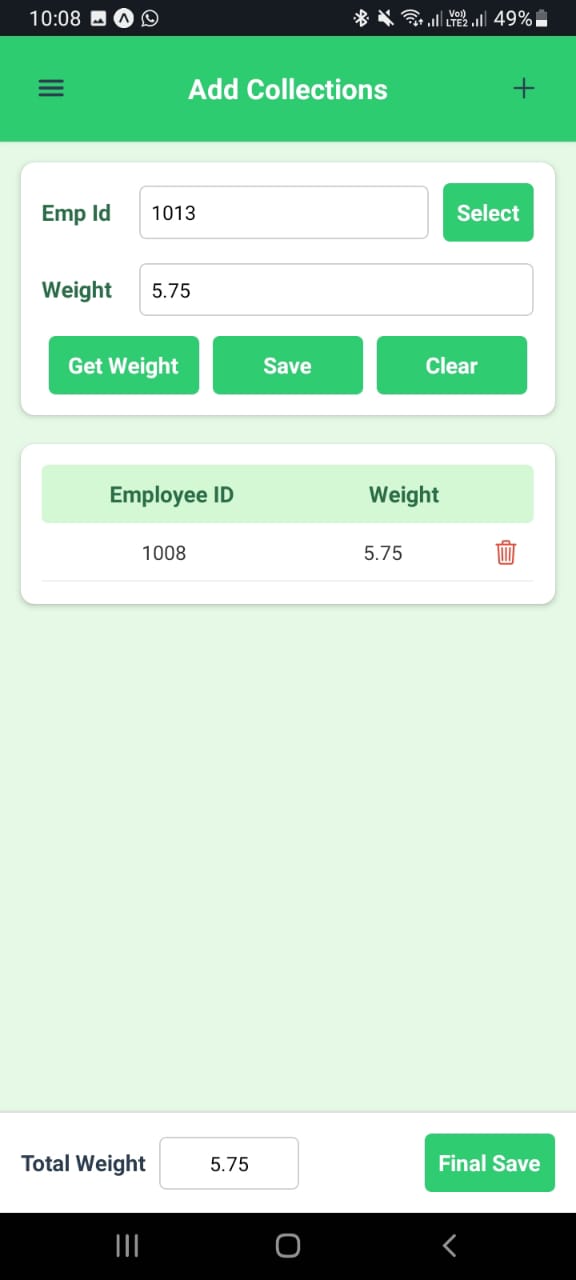 10:08 Vo)) LTE2 49%
Add Collections
Emp Id 1013 Select
Weight 5.75
Get Weight Save Clear
Employee ID Weight
1008 5.75
Total Weight 5.75 Final Save